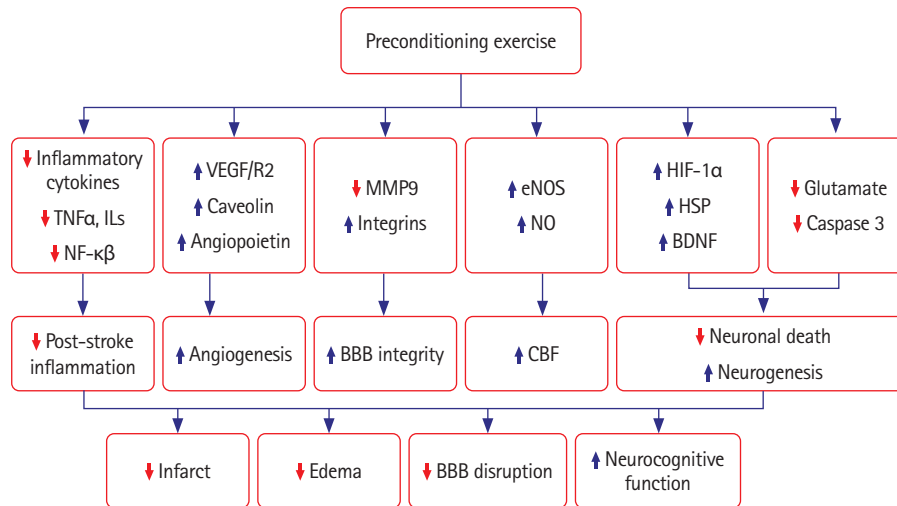 Preconditioning exercise
Inflammatory
cytokines
TNFα, ILs
NF-κβ
VEGF/R2
Caveolin
Angiopoietin
MMP9
Integrins
eNOS
NO
HIF-1α
HSP
BDNF
Glutamate
Caspase 3
Post-stroke
inflammation
Angiogenesis
BBB integrity
CBF
Neuronal death
Neurogenesis
Infarct
Edema
BBB disruption
Neurocognitive
function